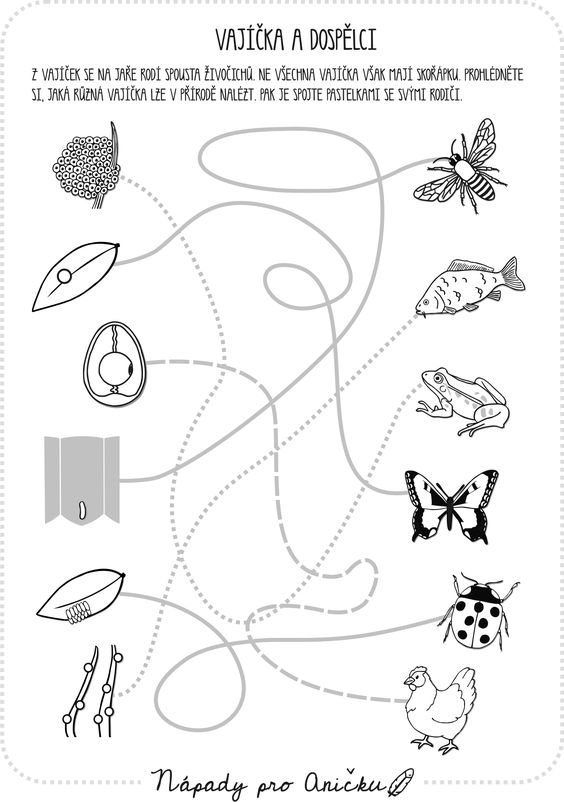 VAJÍČKA A DOSPĚLCI
Z VAJÍČEK SE NA JAŘE RODÍ SPOUSTA ŽIVOČICHŮ. NE VŠECHNA VAJÍČKA VŠAK MAJÍ SKOŘÁPKU. PROHLÉDNĚTE
SI, JAKÁ RŮZNÁ VAJÍČKA LZE V PŘÍRODĚ NALÉZT. PAK JE SPOJTE PASTELKAMI SE SVÝMI RODIČI.
Nápady pro Aničku